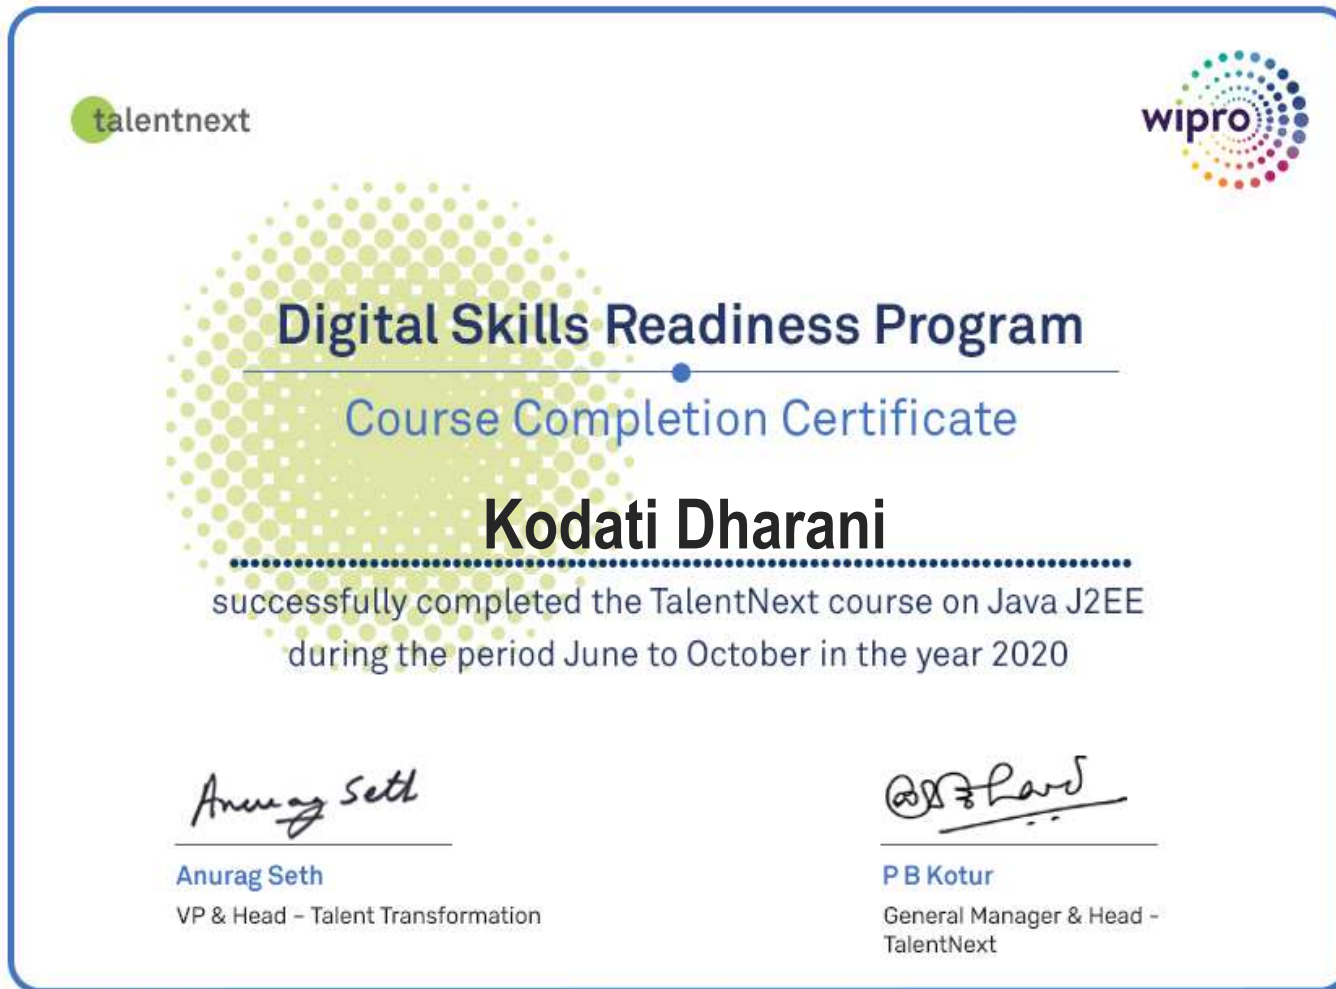 talentnext
wipro
Digital Skills Readiness Program
Course Completion Certificate
Kodati Dharani
successfully completed the TalentNext course on Java J2EE
during the period June to October in the year 2020
Anurag Seth
Anurag Seth
P B Kotur
VP & Head – Talent Transformation
General Manager & Head -
TalentNext